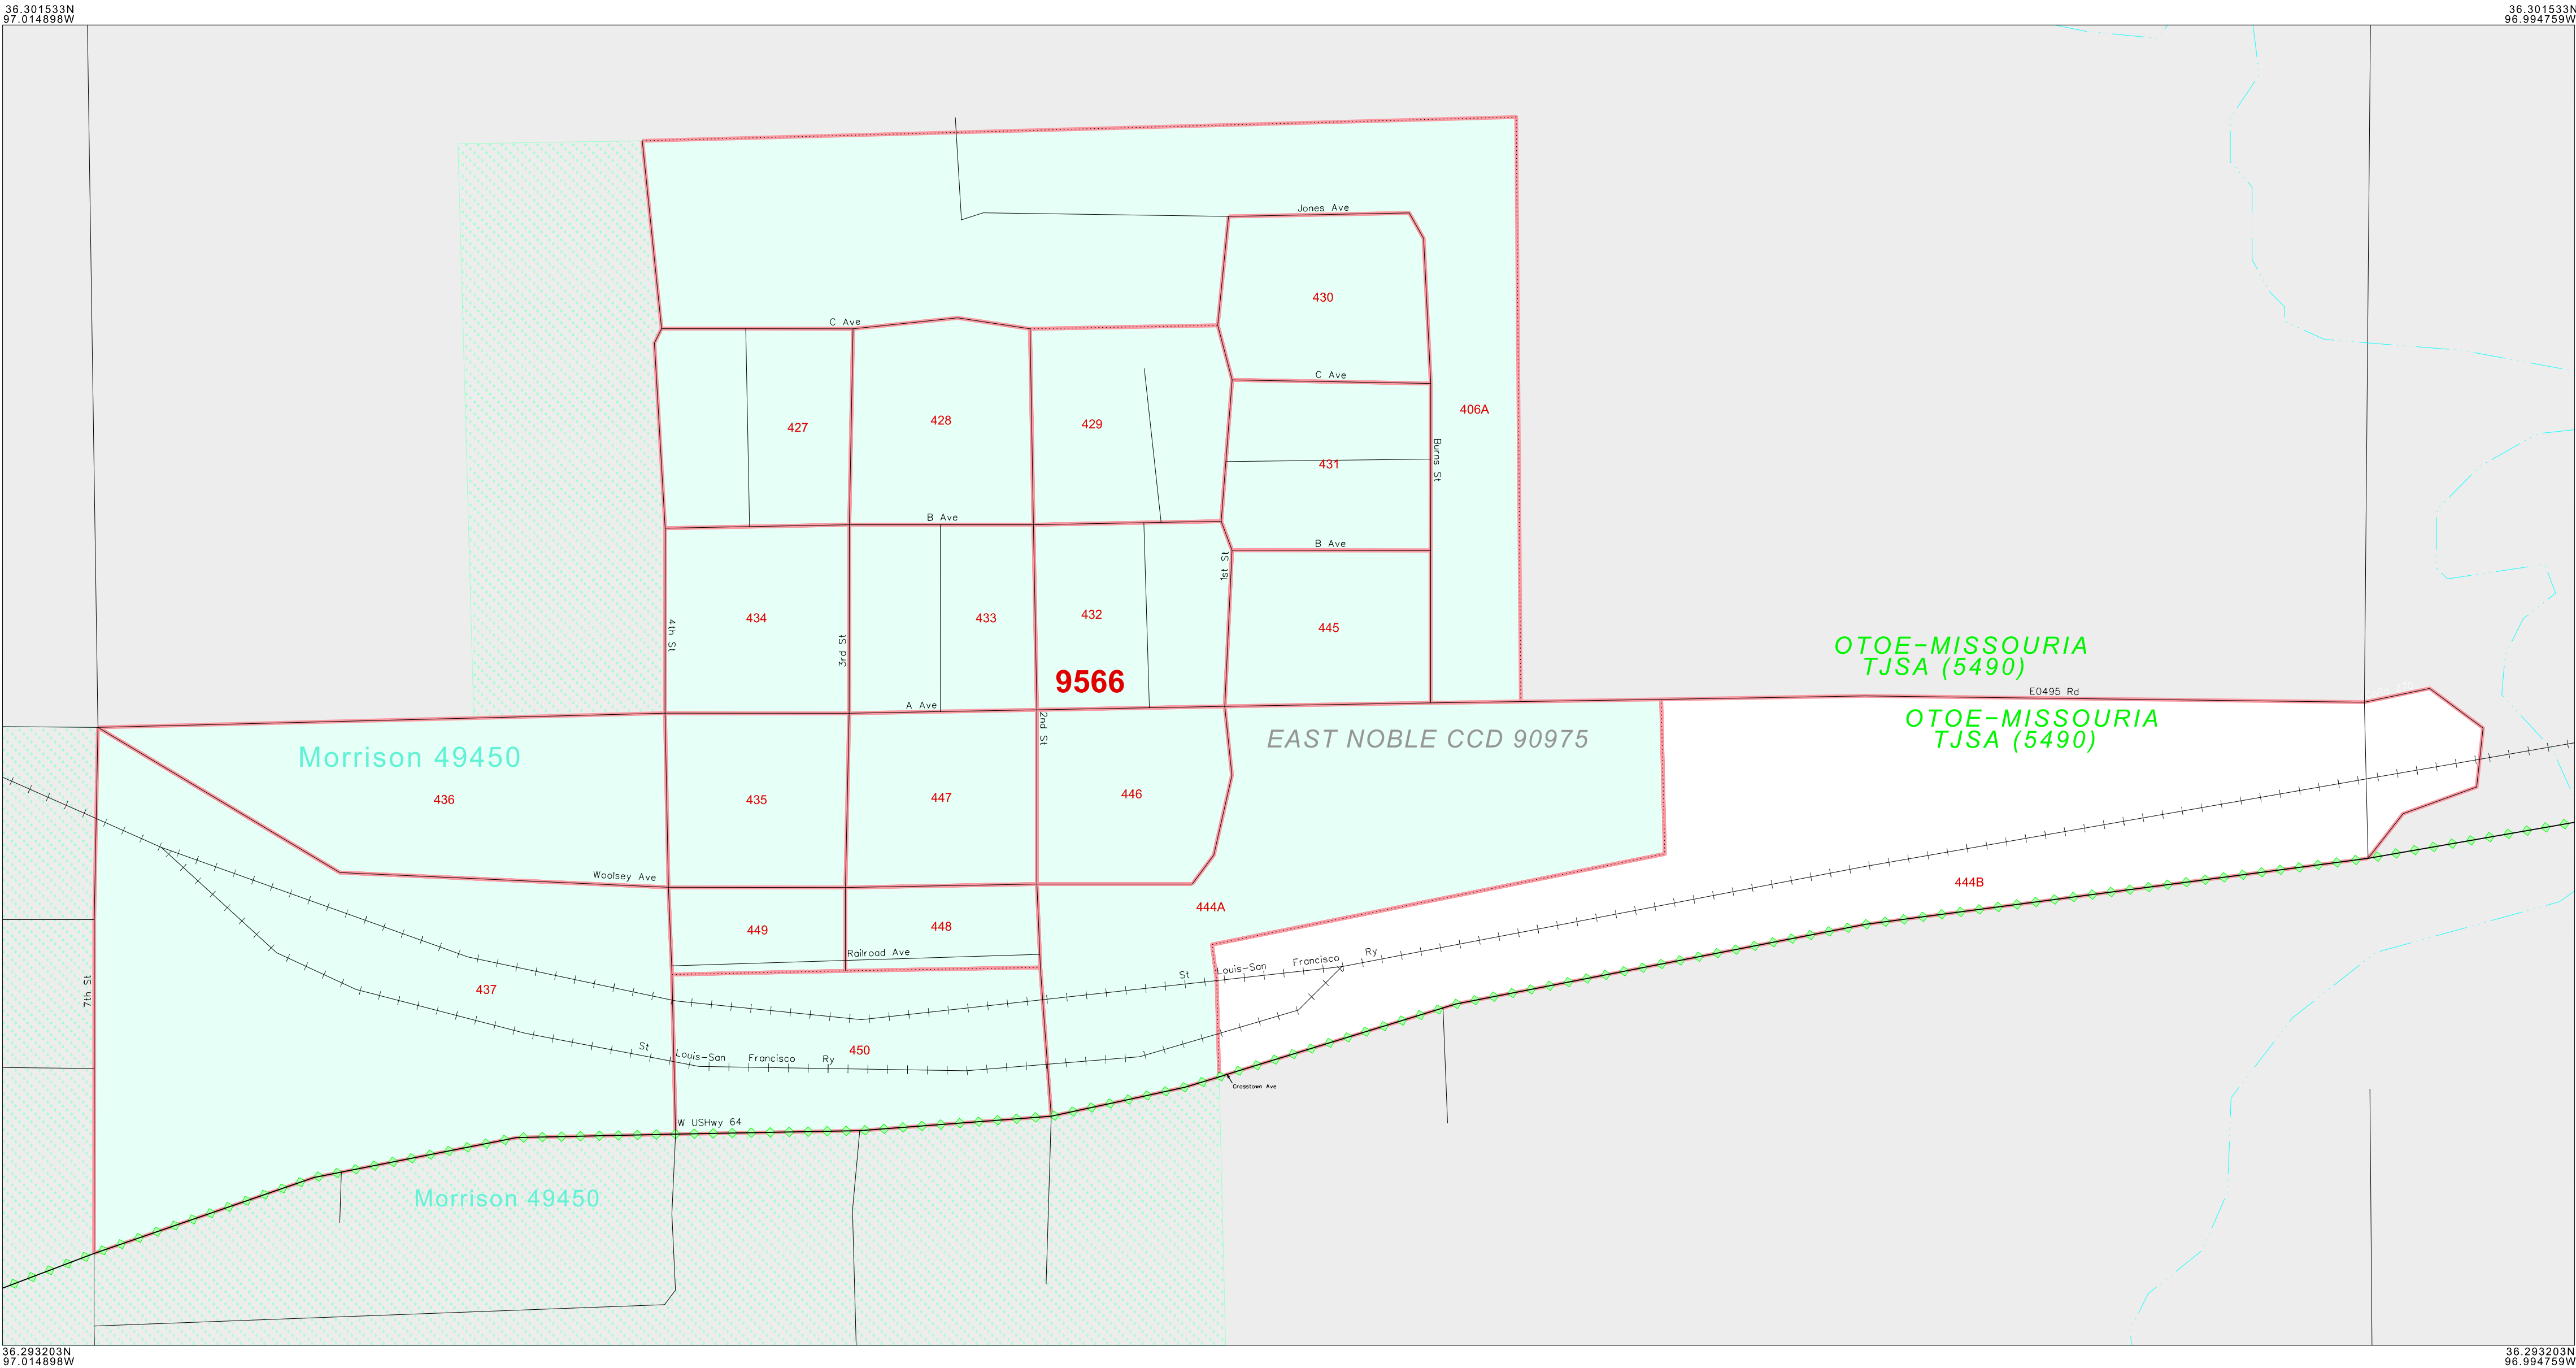 36.301533N
97.014898W
36.301533N
96.994759W
Jones Ave
430
C Ave
C Ave
406A
427
428
429
431
Burns St
B Ave
B Ave
1st St
434
433
432
445
4th St
3rd St
OTOE-MISSOURIA
TJSA (5490)
9566
E0495 Rd
A Ave
2nd St
OTOE-MISSOURIA
TJSA (5490)
Morrison 49450
EAST NOBLE CCD 90975
436
435
447
446
Woolsey Ave
444B
444A
449
448
Railroad Ave
St Louis-San Francisco Ry
7th St
437
St Louis-San Francisco Ry
450
Crosstown Ave
W USHwy 64
Morrison 49450
36.293203N
97.014898W
36.293203N
96.994759W